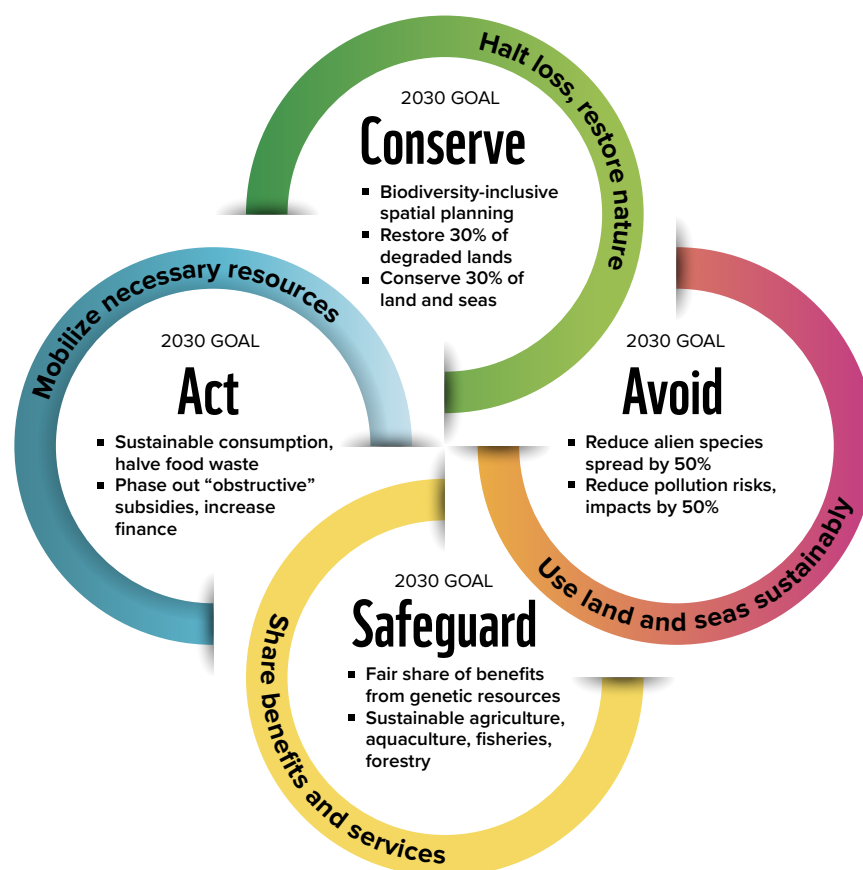 Halt loss, restore nature
2030 GOAL
Conserve
▪ Biodiversity-inclusive
spatial planning
▪ Restore 30% of
degraded lands
▪ Conserve 30% of
land and seas
Mobilize necessary resources
2030 GOAL
Act
▪ Sustainable consumption,
halve food waste
▪ Phase out “obstructive”
subsidies, increase
finance
2030 GOAL
Avoid
▪ Reduce alien species
spread by 50%
▪ Reduce pollution risks,
impacts by 50%
Use land and seas sustainably
2030 GOAL
Safeguard
▪ Fair share of benefits
from genetic resources
▪ Sustainable agriculture,
aquaculture, fisheries,
forestry
Share benefits and services